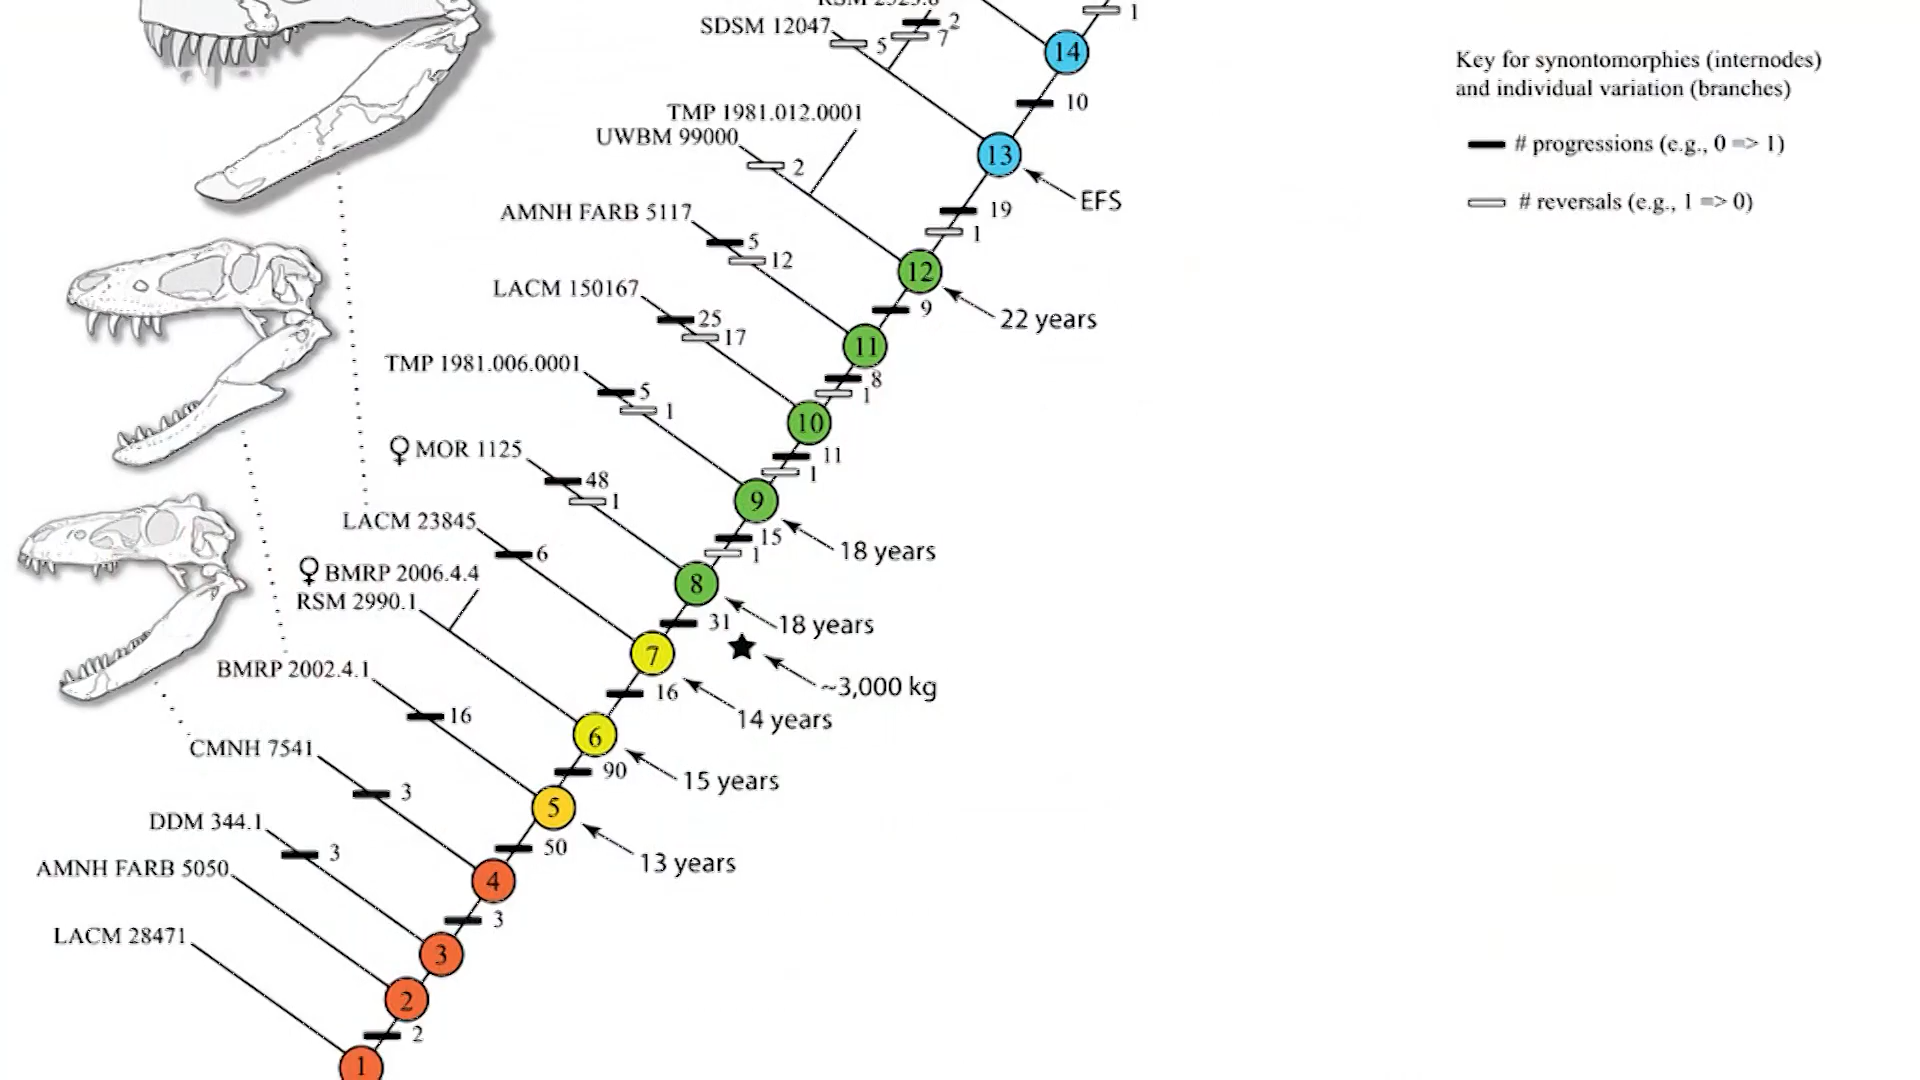 2
SDSM 12047
5
7
1
14
Key for synontomorphies (internodes)
and individual variation (branches)
10
TMP 1981.012.0001
UWBM 99000
2
13
# progressions (e.g., 0 => 1)
EFS
# reversals (e.g., 1 => 0)
19
1
AMNH FARB 5117
5
12
12
LACM 150167
9
22 years
25
17
11
TMP 1981.006.0001
8
1
5
1
10
♀ MOR 1125
11
1
48
1
9
LACM 23845
15
1
18 years
6
♀ BMRP 2006.4.4
RSM 2990.1
8
31
18 years
7
BMRP 2002.4.1
~3,000 kg
16
14 years
16
6
CMNH 7541
90
15 years
3
5
DDM 344.1
50
13 years
3
AMNH FARB 5050
4
3
LACM 28471
3
2
2
1